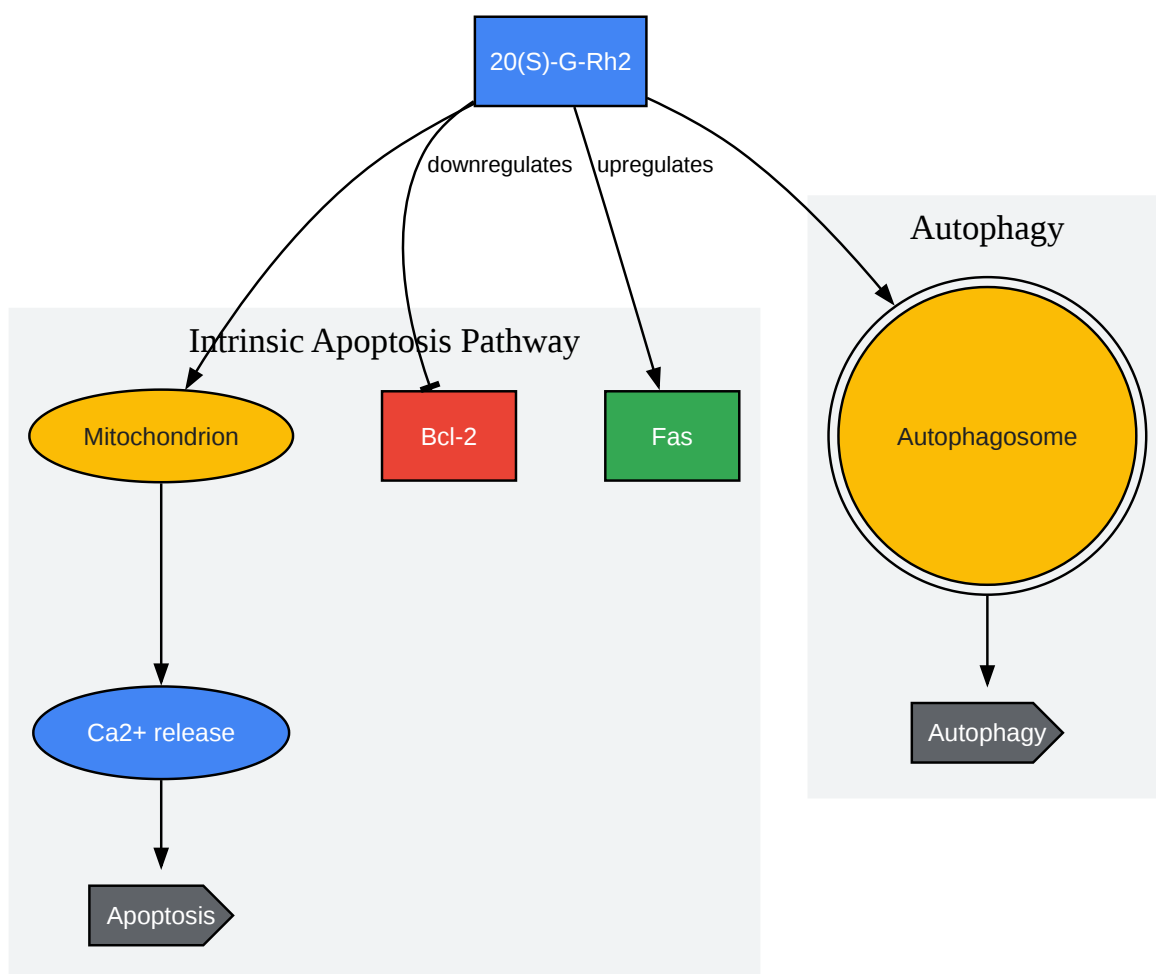 20(S)-G-Rh2
downregulates
upregulates
Autophagy
Intrinsic Apoptosis Pathway
Mitochondrion
Bcl-2
Fas
Autophagosome
Ca2+ release
Autophagy
Apoptosis